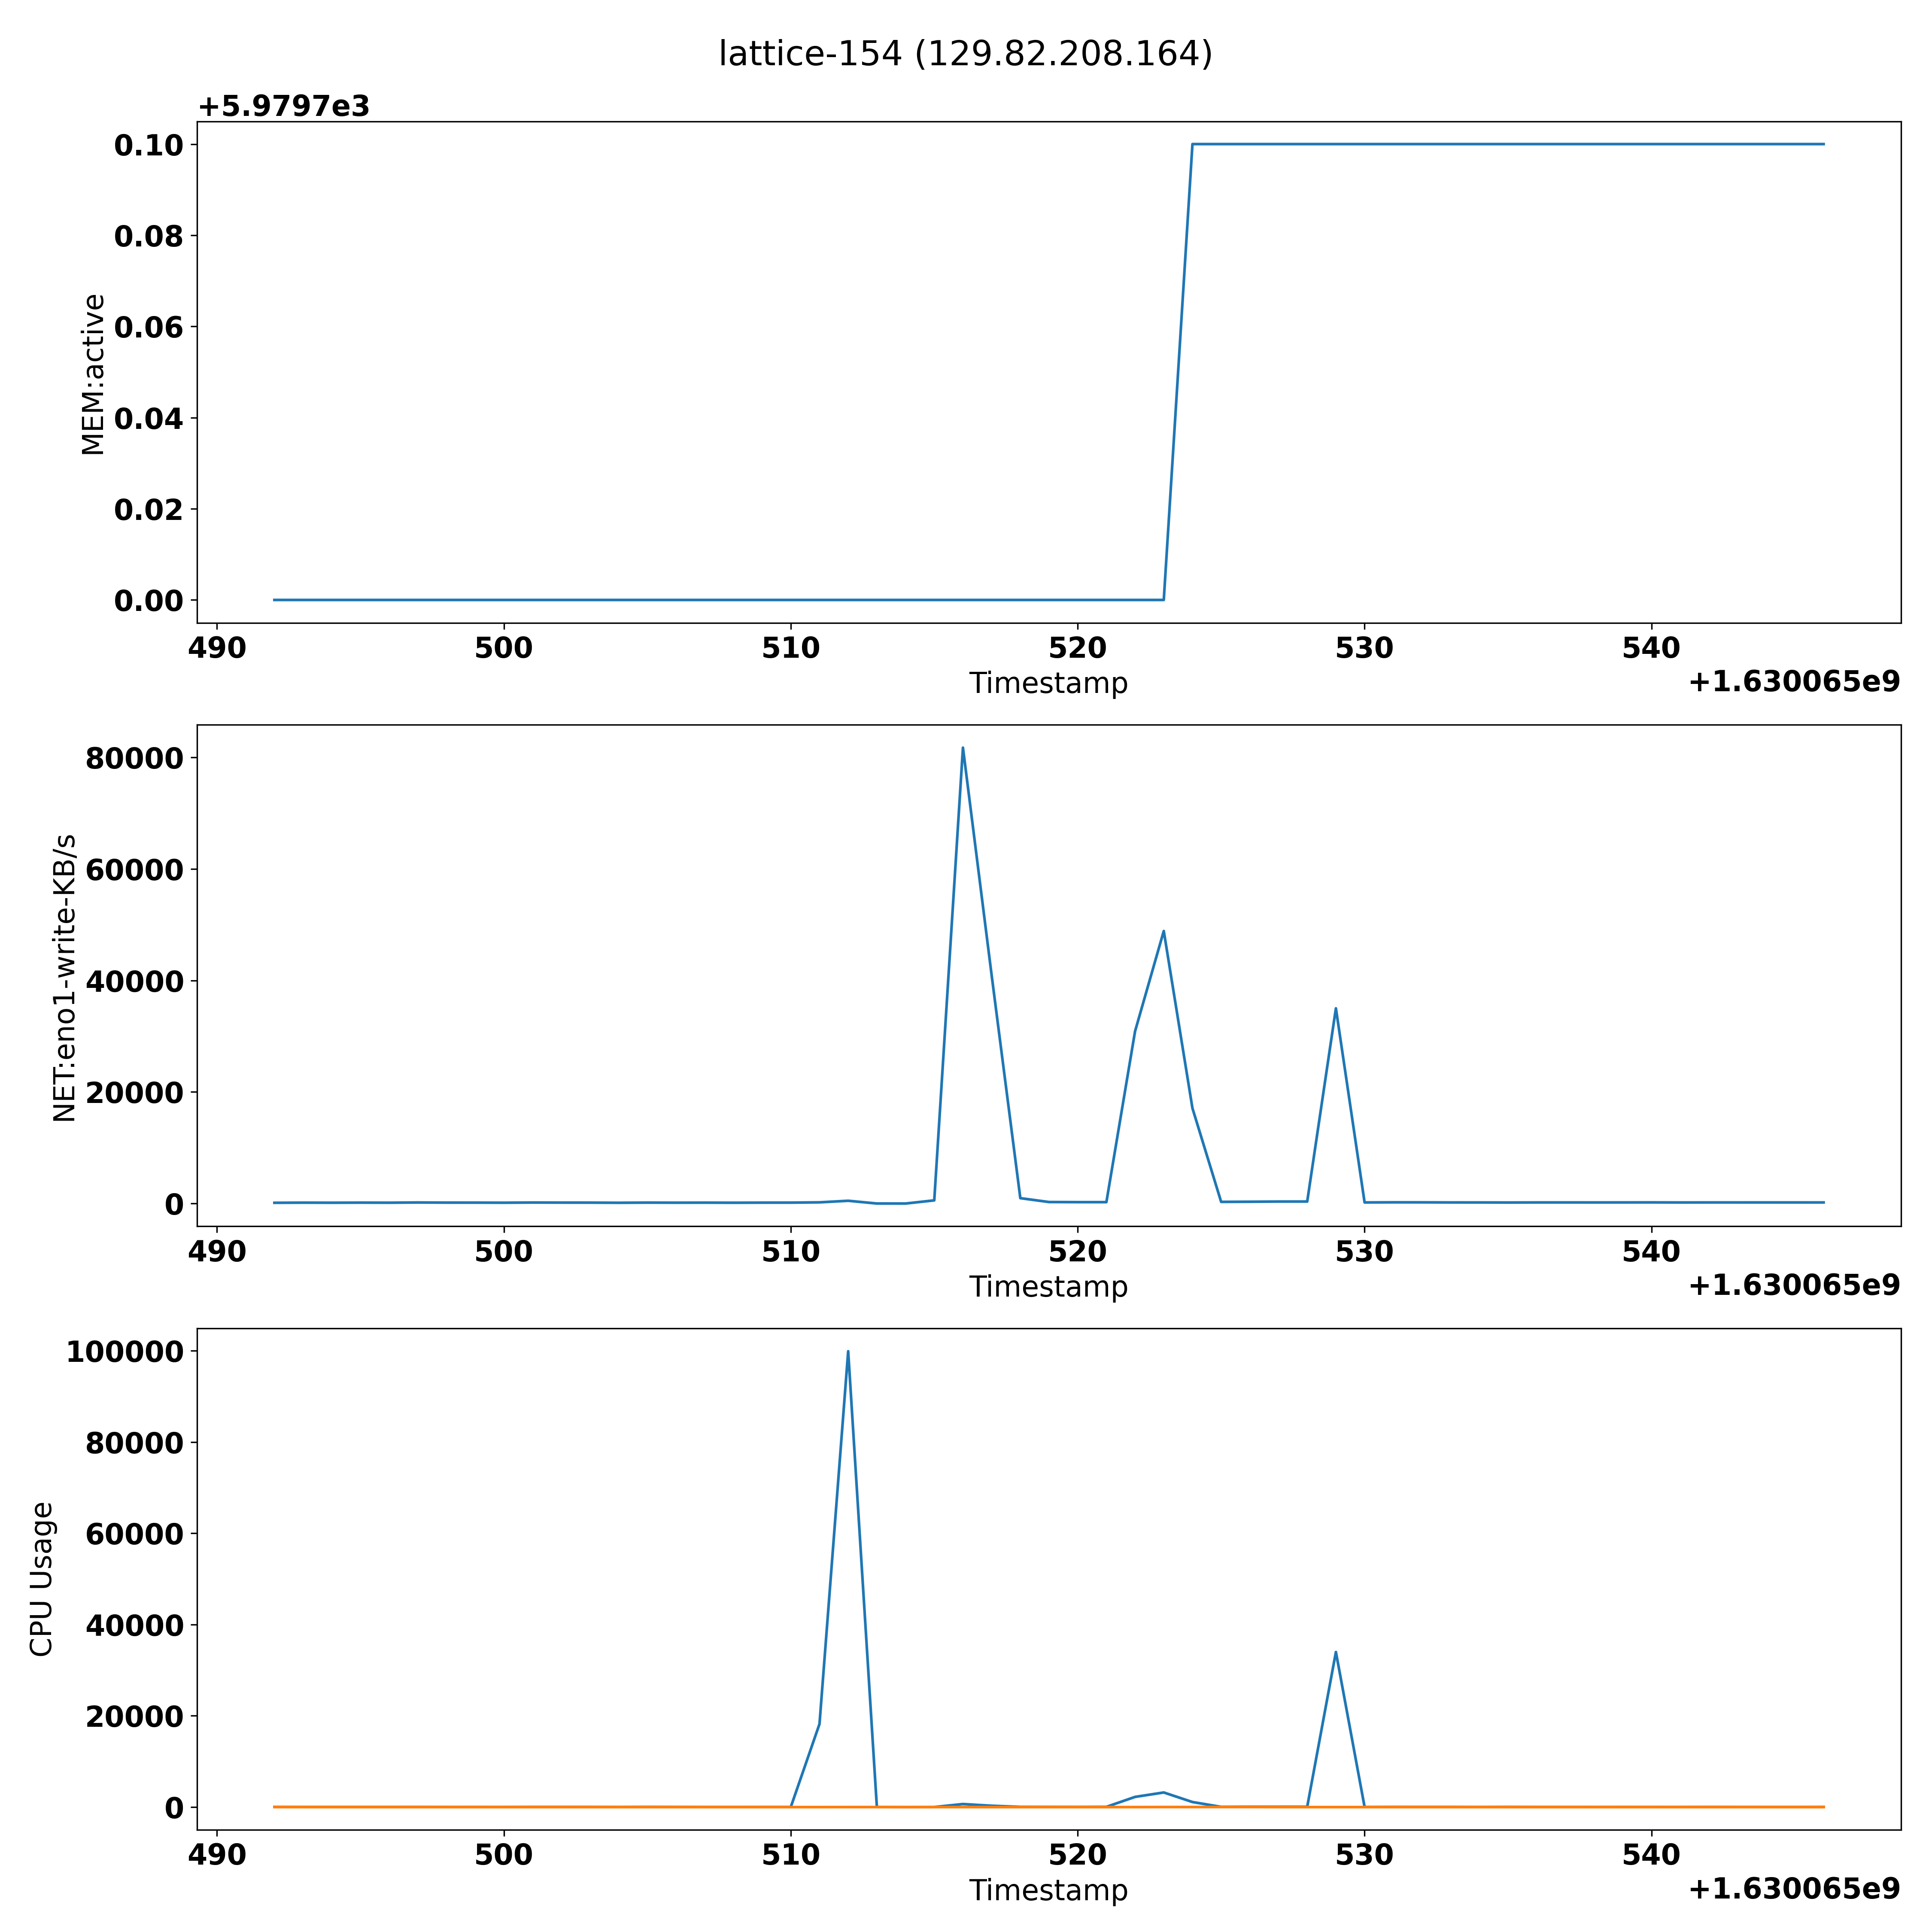 lattice-154 (129.82.208.164)
+5.9797e3
0.10
0.08
0.06
0.04
0.02
0.00
MEM:active
490 500 510 520 530 540
Timestamp
+1.630065e9
80000
60000
40000
20000
0
NET:eno1-write-KB/s
490 500 510 520 530 540
Timestamp
+1.630065e9
100000
80000
60000
40000
20000
0
CPU Usage
490 500 510 520 530 540
Timestamp
+1.630065e9